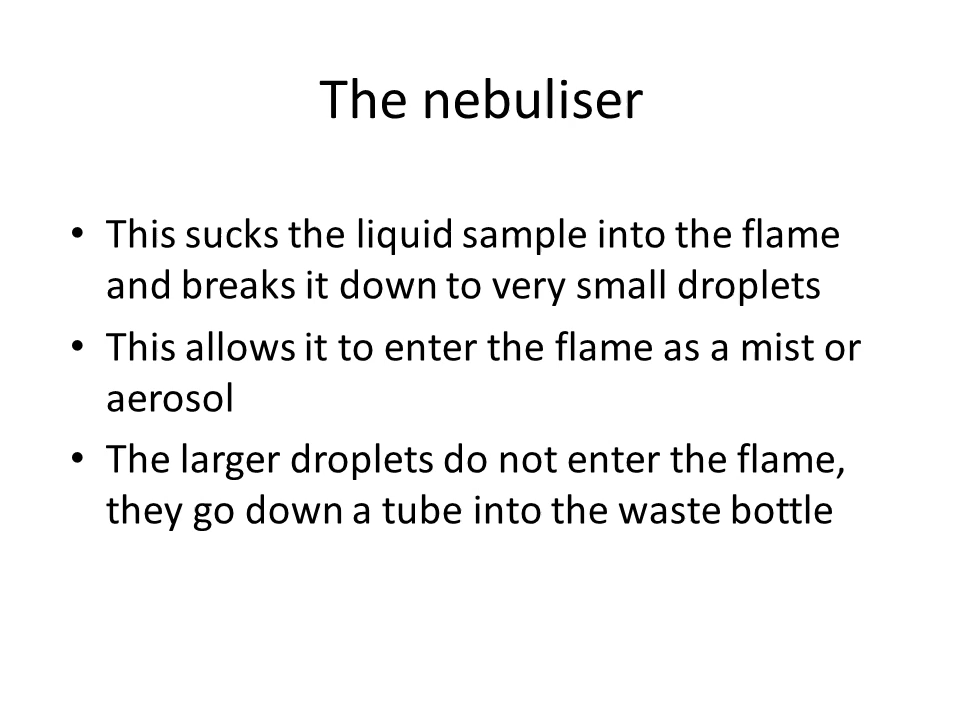 The nebuliser
• This sucks the liquid sample into the flame
and breaks it down to very small droplets
• This allows it to enter the flame as a mist or
aerosol
• The larger droplets do not enter the flame,
they go down a tube into the waste bottle